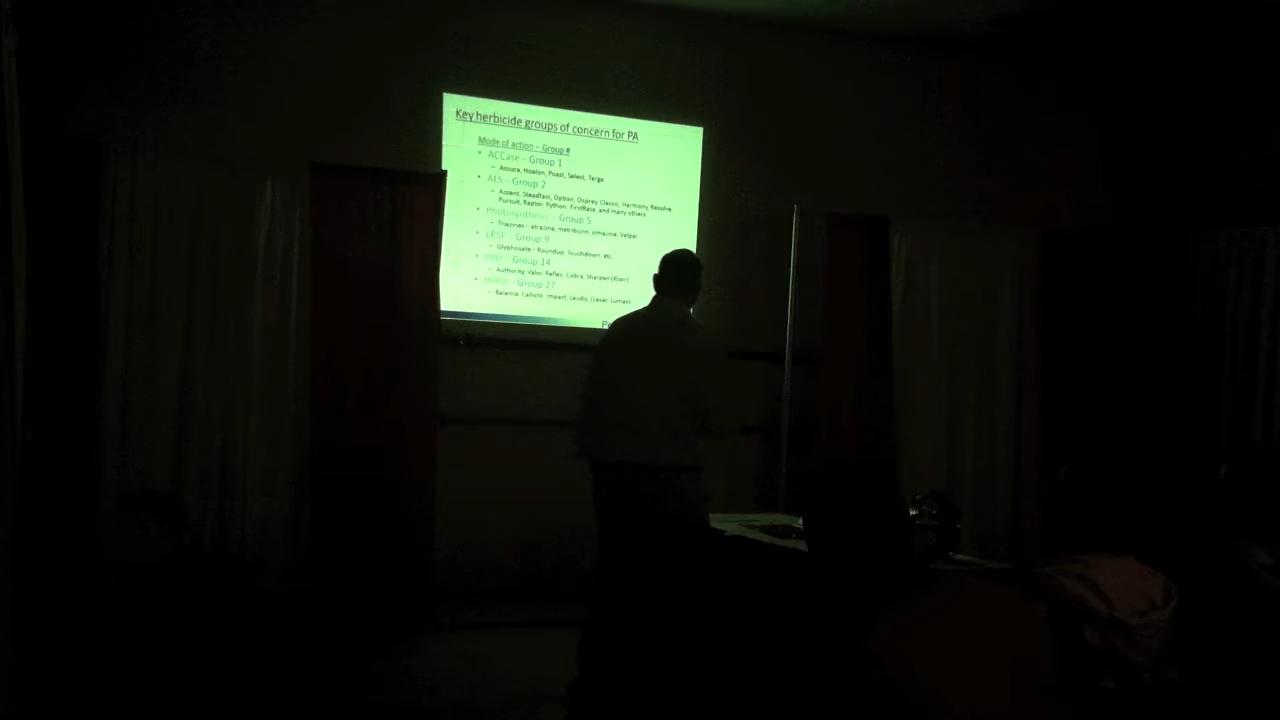 Key herbicide groups of concern for PA
Mode of action – Group #
• ACCase – Group 1
– Assure, Hoelon, Poast, Select, Targa
• ALS – Group 2
– Accent, Steadfast, Option, Osprey, Classic, Harmony, Resolve,
Pursuit, Raptor, Python, FirstRate, and many others
• Photosynthesis – Group 5
– Triazines – atrazine, metribuzin, simazine, Velpar
• EPSP – Group 9
– Glyphosate – Roundup, Touchdown, etc.
• PPO – Group 14
– Authority, Valor, Reflex, Cobra, Sharpen (Kixor)
• HPPD – Group 27
– Balance, Callisto, Impact, Laudis, (Lexar, Lumax)